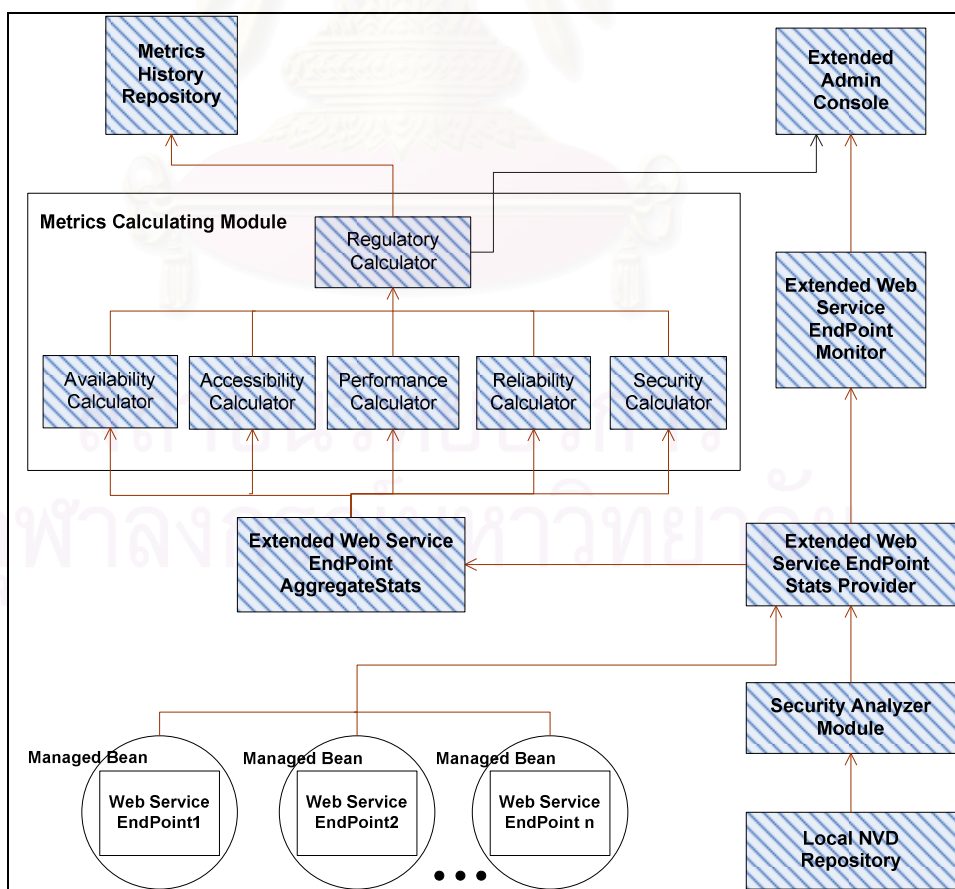 Metrics
History
Repository
Extended
Admin
Console
Metrics Calculating Module
Regulatory
Calculator
Extended Web
Service
EndPoint
Monitor
Availability
Calculator
Accessibility
Calculator
Performance
Calculator
Reliability
Calculator
Security
Calculator
Extended Web Service
EndPoint
AggregateStats
Extended Web
Service EndPoint
Stats Provider
Security Analyzer
Module
Managed Bean
Managed Bean
Managed Bean
Web Service
EndPoint1
Web Service
EndPoint2
Web Service
EndPoint n
● ● ●
Local NVD
Repository